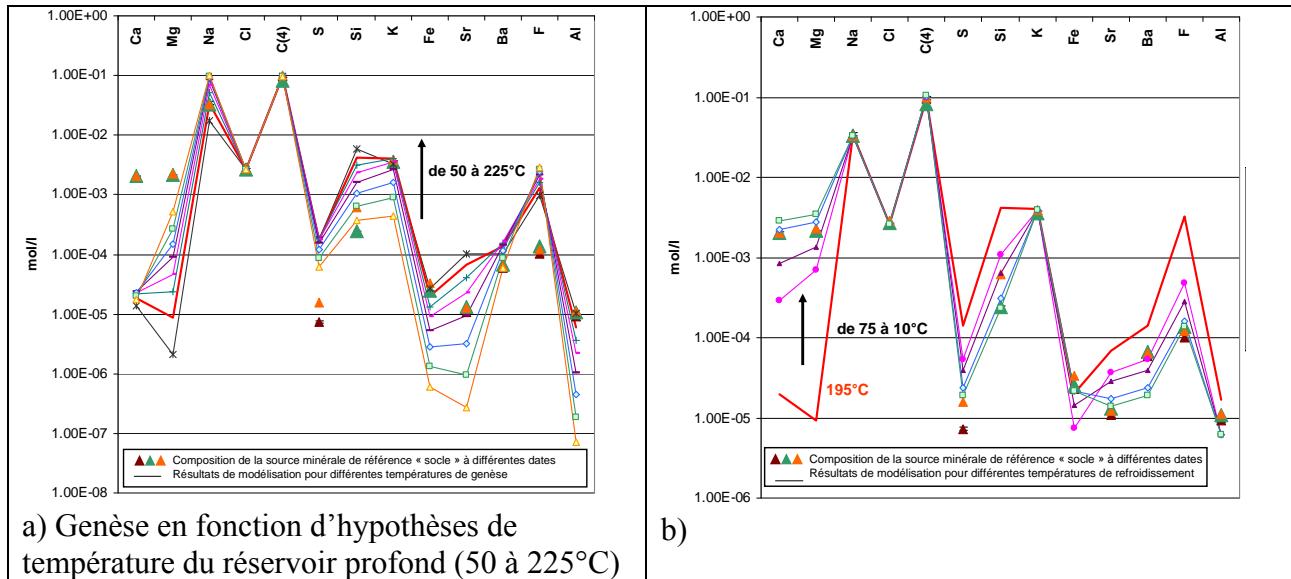 Ca Mg Na Cl C(4) S Si K Fe Sr Ba F Al
1.00E+00
1.00E-01
1.00E-02
1.00E-03
1.00E-04
1.00E-05
1.00E-06
1.00E-07
1.00E-08
mol/l
de 50 à 225°C
Composition de la source minérale de référence « socle » à différentes dates
Résultats de modélisation pour différentes températures de genèse
a) Genèse en fonction d’hypothèses de
température du réservoir profond (50 à 225°C)
Ca Mg Na Cl C(4) S Si K Fe Sr Ba F Al
1.00E+00
1.00E-01
1.00E-02
1.00E-03
1.00E-04
1.00E-05
1.00E-06
mol/l
de 75 à 10°C
195°C
Composition de la source minérale de référence « socle » à différentes dates
Résultats de modélisation pour différentes températures de refroidissement
b)